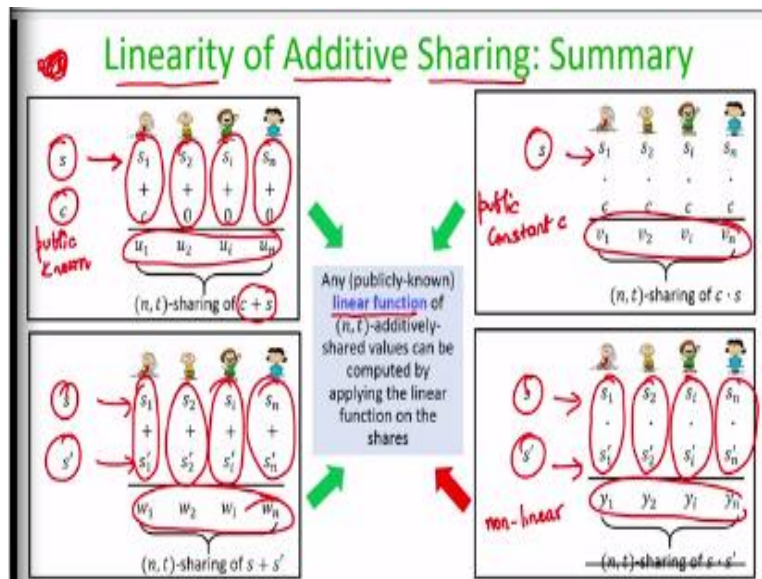 Linearity of Additive Sharing: Summary
s → s₁ s₂ sᵢ sₙ
+ + + +
c c 0 0 0
public known
u₁ u₂ uᵢ uₙ
(n, t)-sharing of c + s
s → s₁ s₂ sᵢ sₙ
· · · ·
c c c c
public constant c
v₁ v₂ vᵢ vₙ
(n, t)-sharing of c · s
Any (publicly-known)
linear function of
(n, t)-additively-
shared values can be
computed by
applying the linear
function on the
shares
s → s₁ s₂ sᵢ sₙ
+ + + +
s′ → s′₁ s′₂ s′ᵢ s′ₙ
w₁ w₂ wᵢ wₙ
(n, t)-sharing of s + s′
s → s₁ s₂ sᵢ sₙ
· · · ·
s′ → s′₁ s′₂ s′ᵢ s′ₙ
non-linear
y₁ y₂ yᵢ yₙ
(n, t)-sharing of s · s′